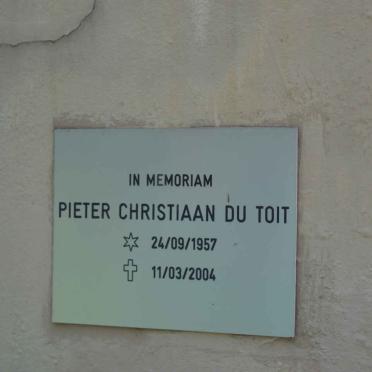 IN MEMORIAM
PIETER CHRISTIAAN DU TOIT
24/09/1957
11/03/2004